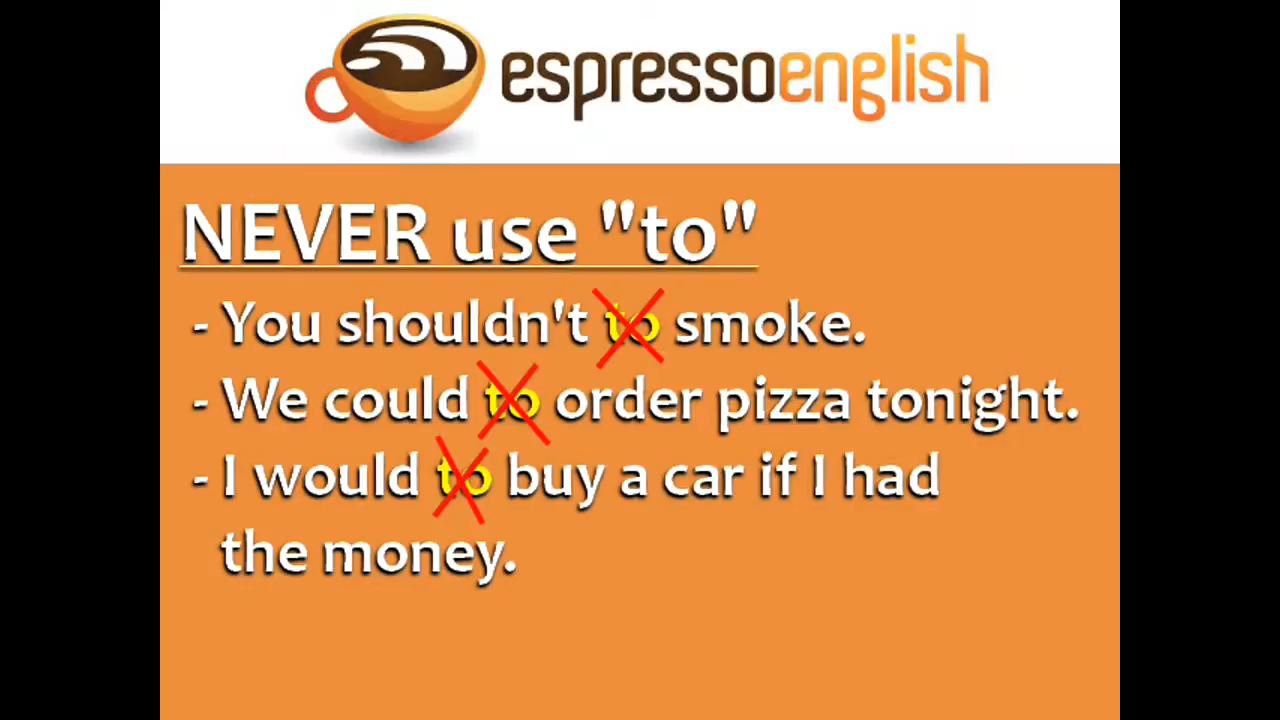 espressoenglish
NEVER use "to"
- You shouldn't to smoke.
- We could to order pizza tonight.
- I would to buy a car if I had
the money.